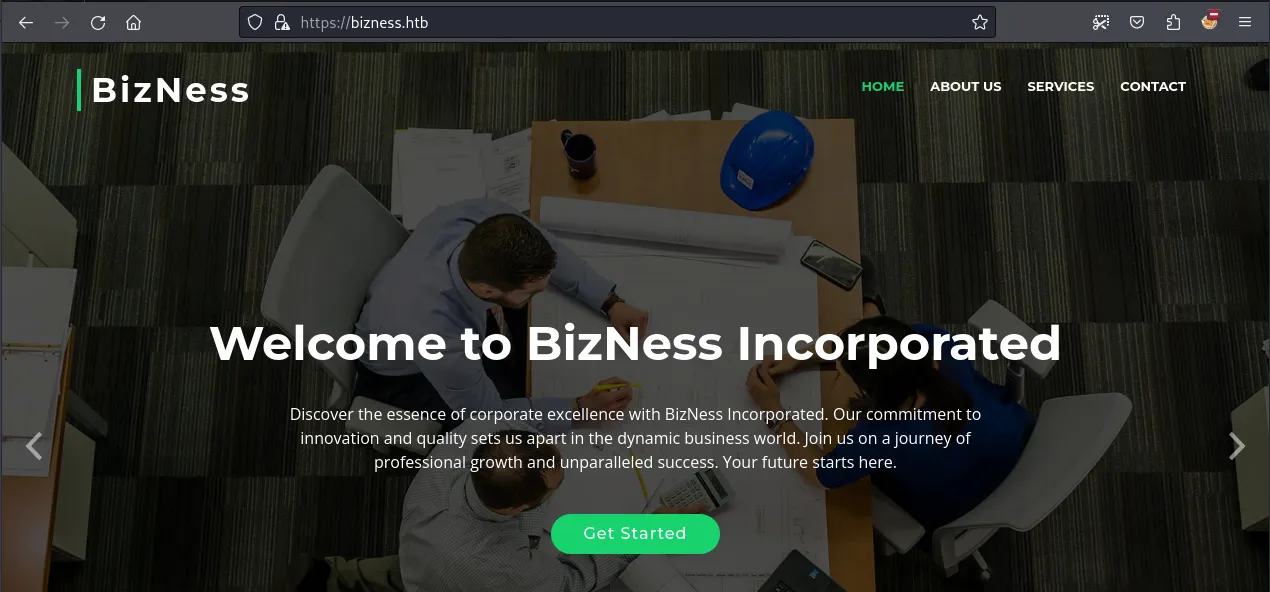 https://bizness.htb
BizNess
HOME ABOUT US SERVICES CONTACT
Welcome to BizNess Incorporated
Discover the essence of corporate excellence with BizNess Incorporated. Our commitment to
innovation and quality sets us apart in the dynamic business world. Join us on a journey of
professional growth and unparalleled success. Your future starts here.
Get Started